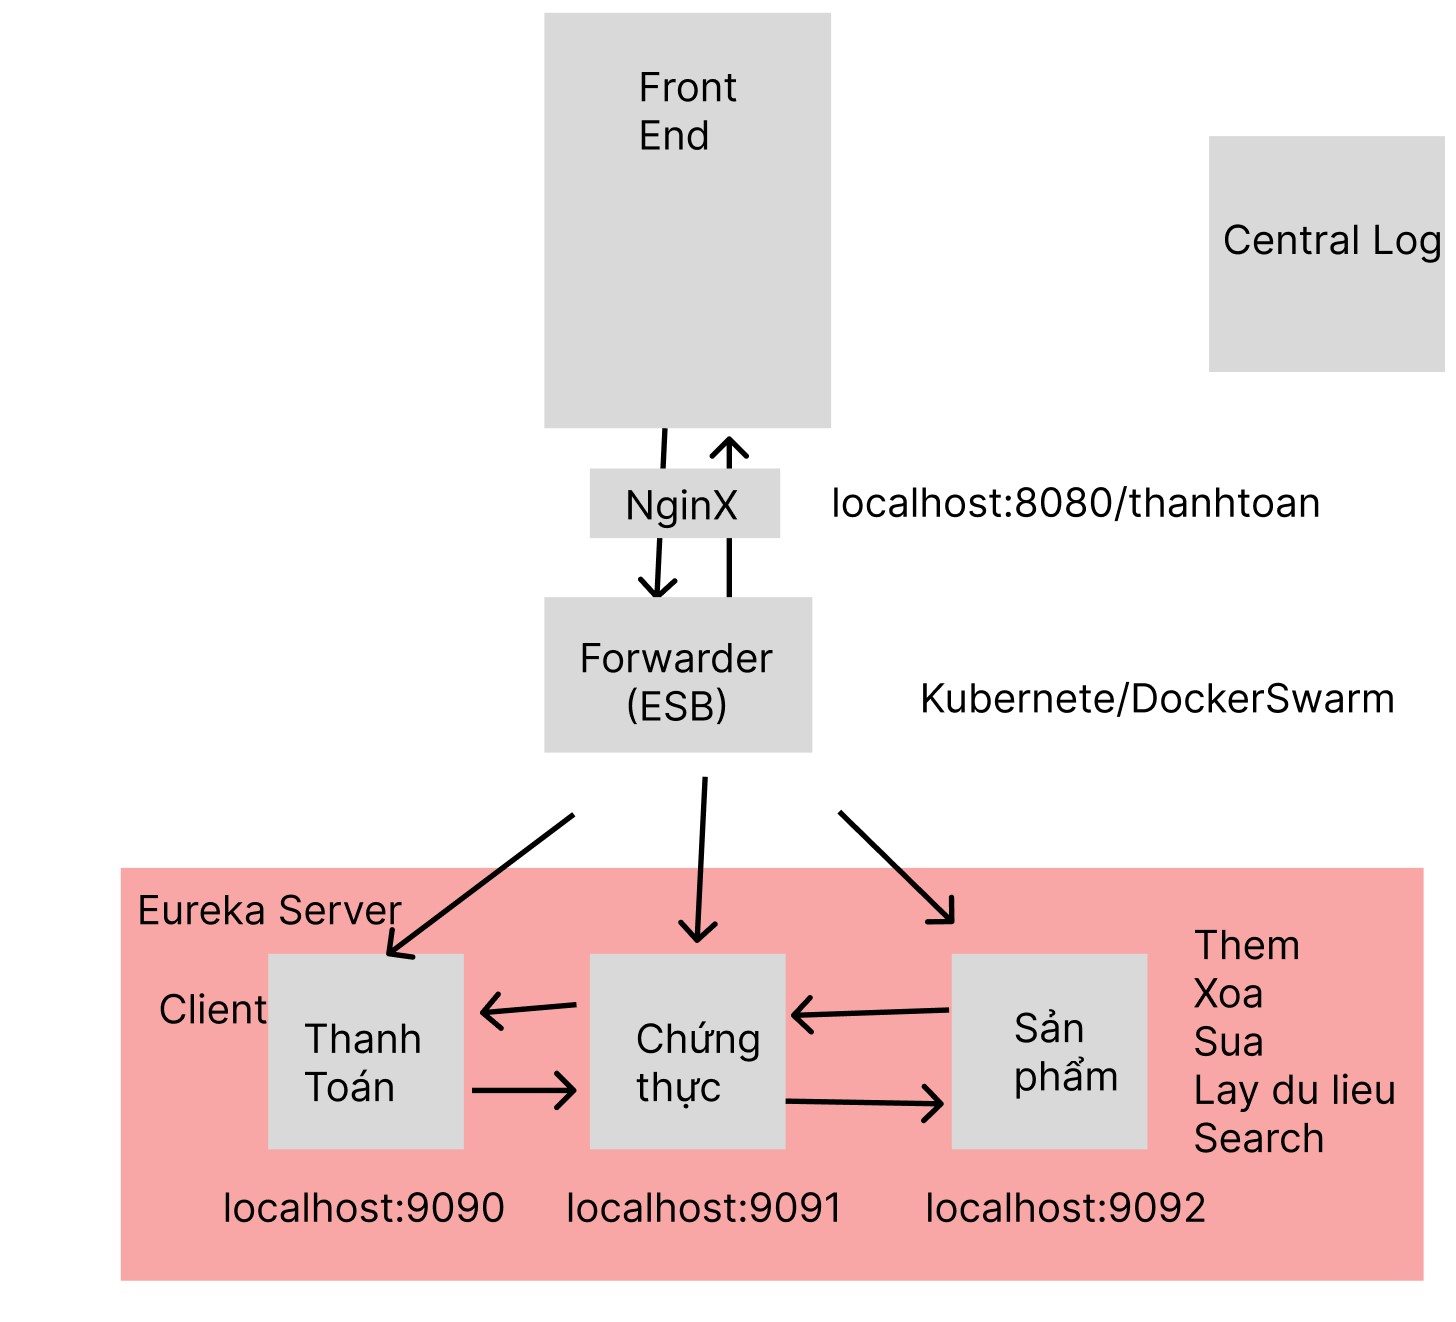 Front
End
Central Log
NginX
localhost:8080/thanhtoan
Forwarder
(ESB)
Kubernete/DockerSwarm
Eureka Server
Client
Thanh
Toán
Chứng
thực
Sản
phẩm
Them
Xoa
Sua
Lay du lieu
Search
localhost:9090
localhost:9091
localhost:9092